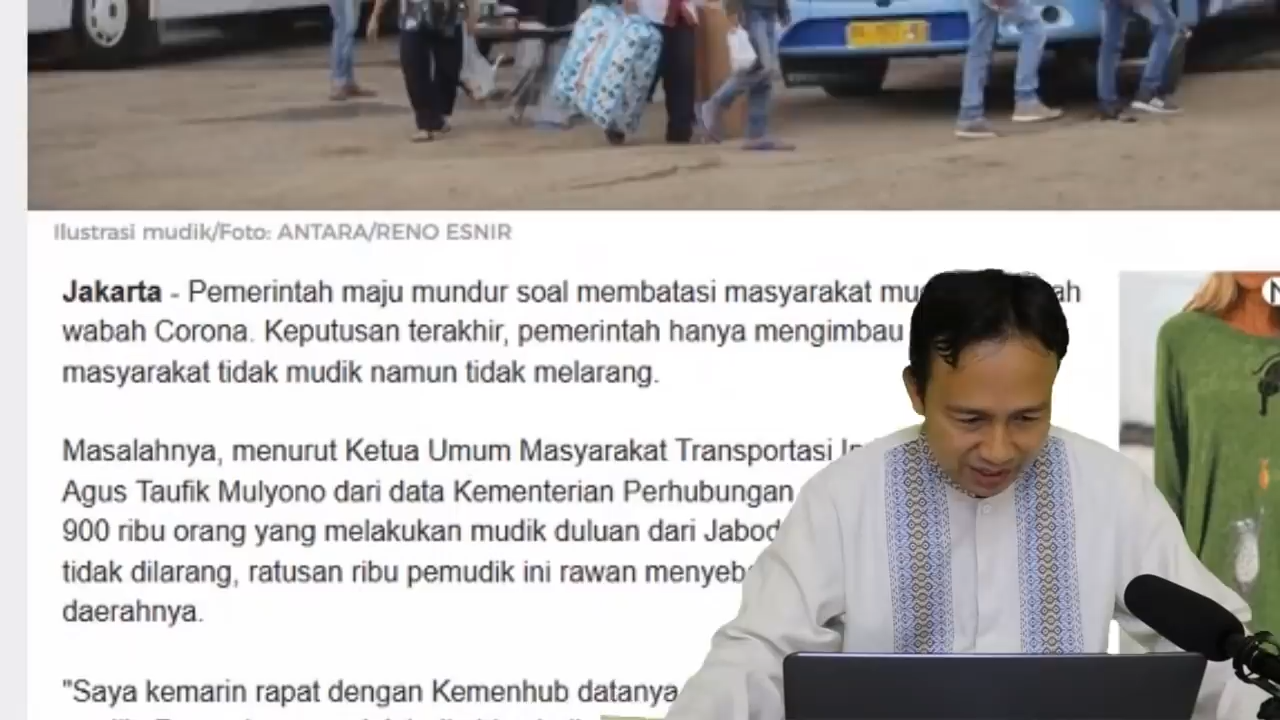 Ilustrasi mudik/Foto: ANTARA/RENO ESNIR
Jakarta - Pemerintah maju mundur soal membatasi masyarakat
wabah Corona. Keputusan terakhir, pemerintah hanya mengimbau
masyarakat tidak mudik namun tidak melarang.
Masalahnya, menurut Ketua Umum Masyarakat Transportasi
Agus Taufik Mulyono dari data Kementerian Perhubungan
900 ribu orang yang melakukan mudik duluan dari
tidak dilarang, ratusan ribu pemudik ini rawan
daerahnya.
"Saya kemarin rapat dengan Kemenhub datanya